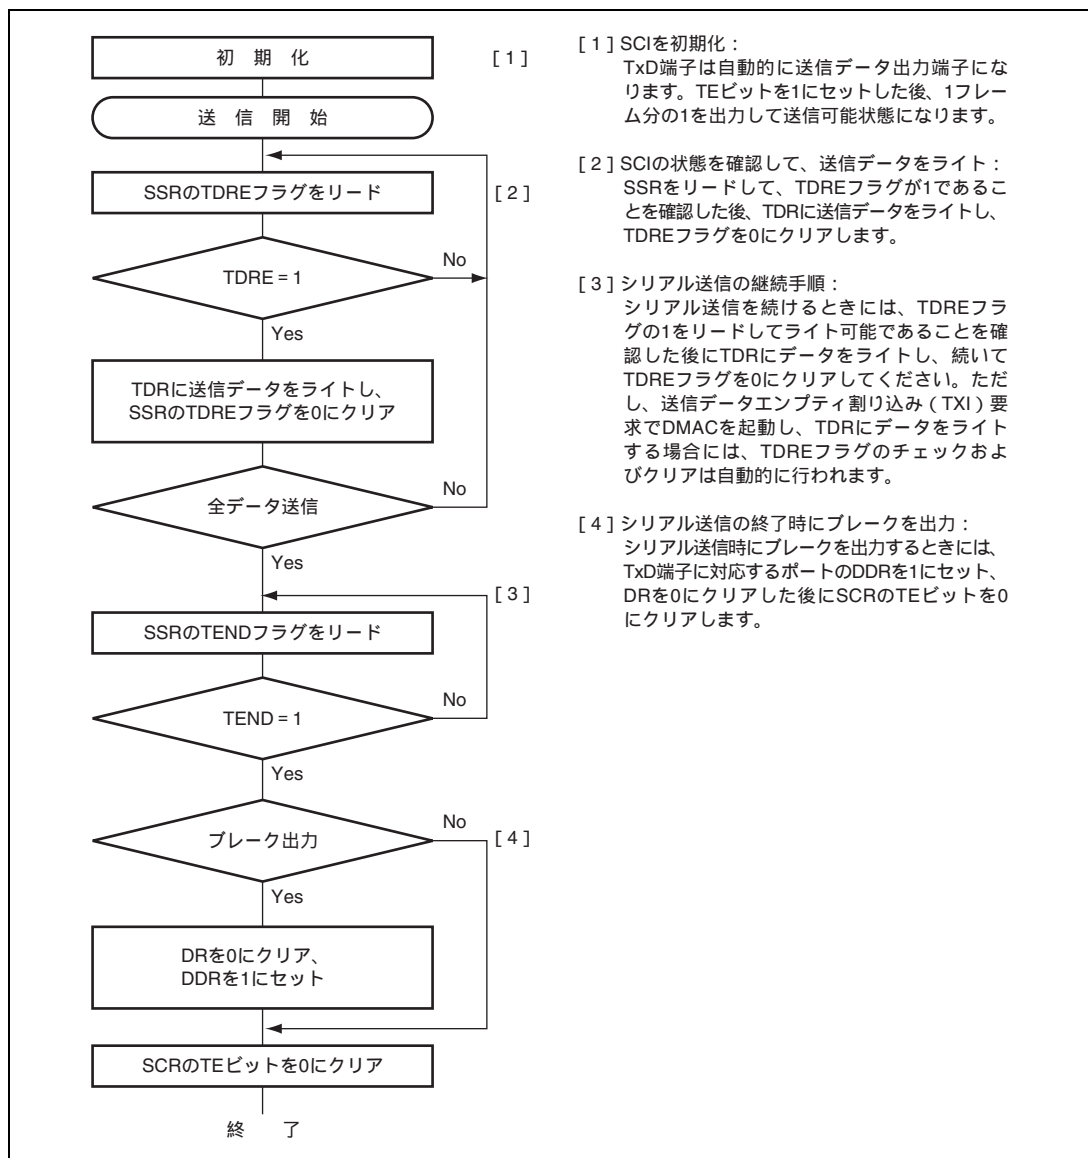 初 期 化
[ 1 ]
送 信 開 始
SSRのTDREフラグをリード
[ 2 ]
TDRE = 1
No
Yes
TDRに送信データをライトし、
SSRのTDREフラグを0にクリア
全データ送信
No
Yes
[ 3 ]
SSRのTENDフラグをリード
TEND = 1
No
Yes
ブレーク出力
No
[ 4 ]
Yes
DRを0にクリア、
DDRを1にセット
SCRのTEビットを0にクリア
終 了
[ 1 ] SCIを初期化：
TxD端子は自動的に送信データ出力端子にな
ります。TEビットを1にセットした後、1フレー
ム分の1を出力して送信可能状態になります。
[ 2 ] SCIの状態を確認して、送信データをライト：
SSRをリードして、TDREフラグが1であるこ
とを確認した後、TDRに送信データをライトし、
TDREフラグを0にクリアします。
[ 3 ] シリアル送信の継続手順：
シリアル送信を続けるときには、TDREフラ
グの1をリードしてライト可能であることを確
認した後にTDRにデータをライトし、続いて
TDREフラグを0にクリアしてください。ただ
し、送信データエンプティ割り込み（TXI）要
求でDMACを起動し、TDRにデータをライト
する場合には、TDREフラグのチェックおよ
びクリアは自動的に行われます。
[ 4 ] シリアル送信の終了時にブレークを出力：
シリアル送信時にブレークを出力するときには、
TxD端子に対応するポートのDDRを1にセット、
DRを0にクリアした後にSCRのTEビットを0
にクリアします。